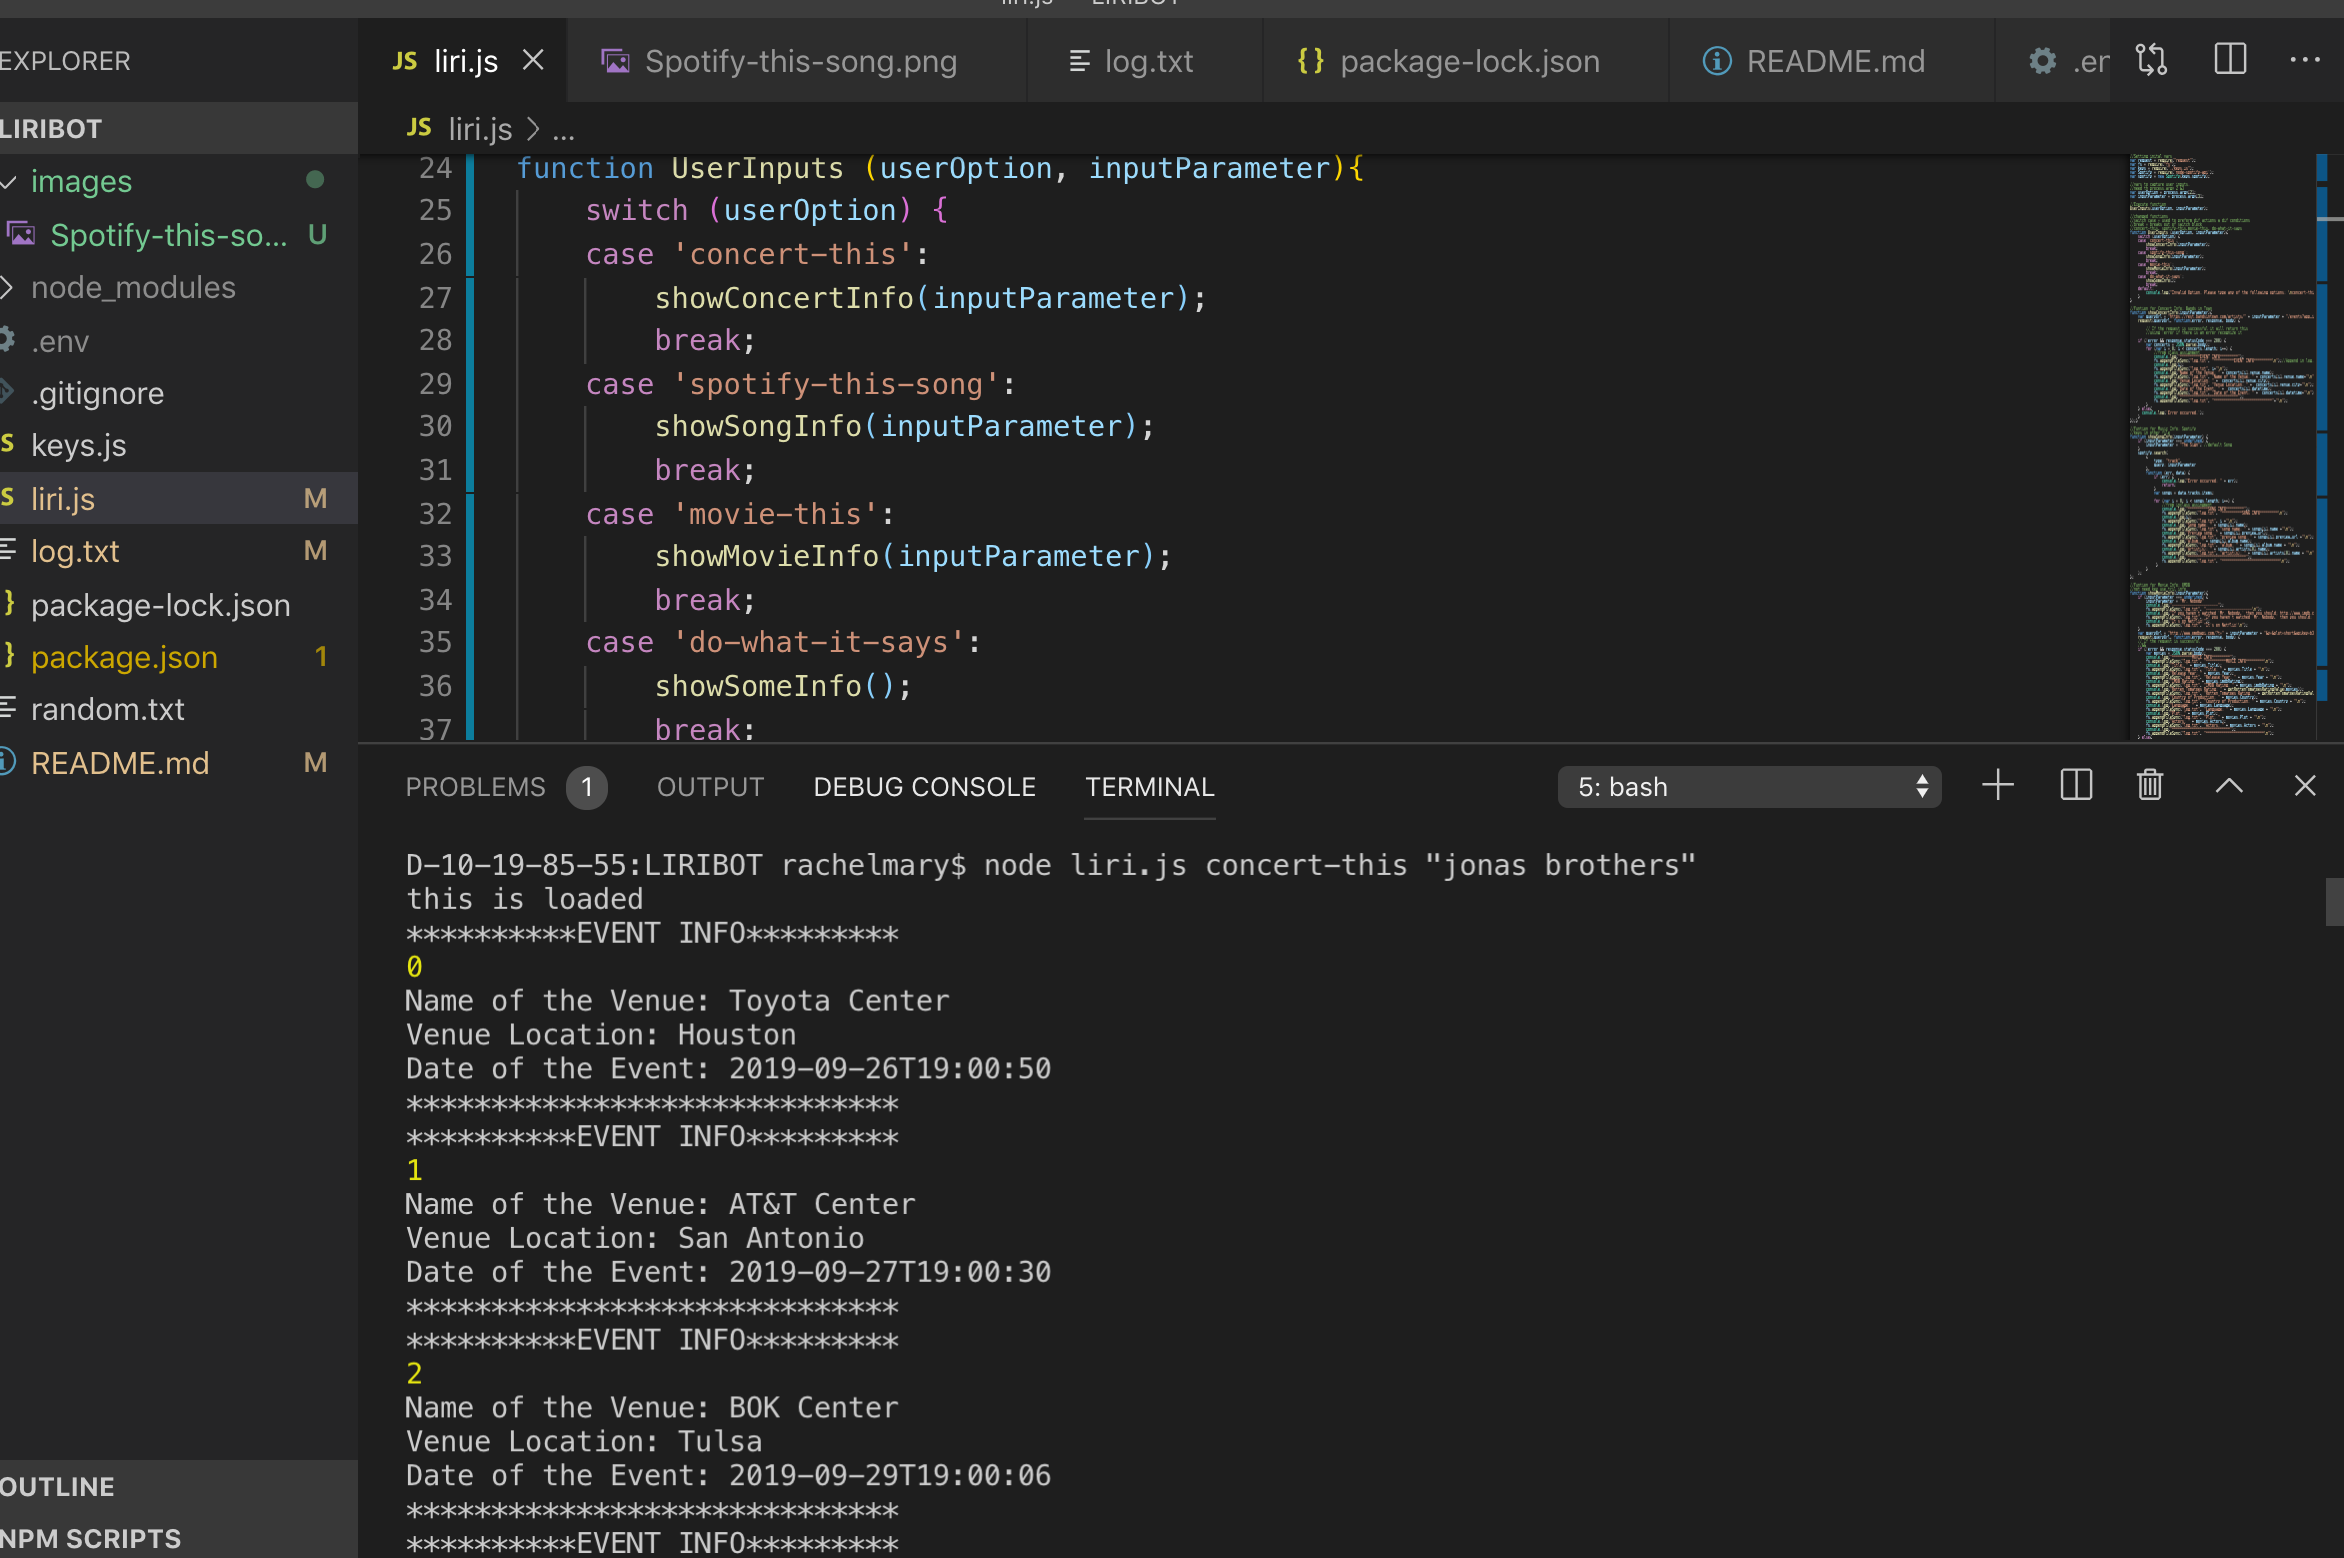 liri.js — LIRIBOT
EXPLORER
LIRIBOT
images
Spotify-this-so... U
node_modules
.env
.gitignore
keys.js
liri.js M
log.txt M
package-lock.json
package.json 1
random.txt
README.md M
OUTLINE
NPM SCRIPTS
JS liri.js Spotify-this-song.png log.txt {} package-lock.json README.md .en
JS liri.js > ...
24 function UserInputs (userOption, inputParameter){
25 switch (userOption) {
26 case 'concert-this':
27 showConcertInfo(inputParameter);
28 break;
29 case 'spotify-this-song':
30 showSongInfo(inputParameter);
31 break;
32 case 'movie-this':
33 showMovieInfo(inputParameter);
34 break;
35 case 'do-what-it-says':
36 showSomeInfo();
37 break;
PROBLEMS 1 OUTPUT DEBUG CONSOLE TERMINAL 5: bash
D-10-19-85-55:LIRIBOT rachelmary$ node liri.js concert-this "jonas brothers"
this is loaded
**********EVENT INFO*********
0
Name of the Venue: Toyota Center
Venue Location: Houston
Date of the Event: 2019-09-26T19:00:50
*****************************
**********EVENT INFO*********
1
Name of the Venue: AT&T Center
Venue Location: San Antonio
Date of the Event: 2019-09-27T19:00:30
*****************************
**********EVENT INFO*********
2
Name of the Venue: BOK Center
Venue Location: Tulsa
Date of the Event: 2019-09-29T19:00:06
*****************************
**********EVENT INFO*********